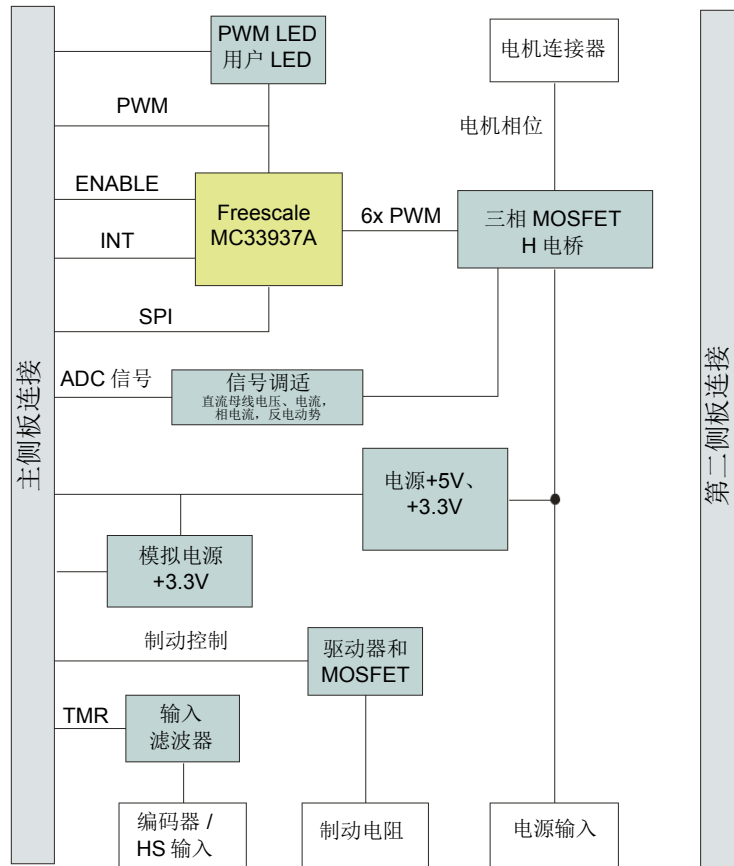 PWM LED
用户 LED
电机连接器
PWM
电机相位
ENABLE
Freescale
MC33937A
6x PWM
三相 MOSFET
H 电桥
INT
SPI
主侧板连接
第二侧板连接
ADC 信号
信号调适
直流母线电压、电流，
相电流，反电动势
电源+5V、
+3.3V
模拟电源
+3.3V
制动控制
驱动器和
MOSFET
TMR
输入
滤波器
编码器 /
HS 输入
制动电阻
电源输入